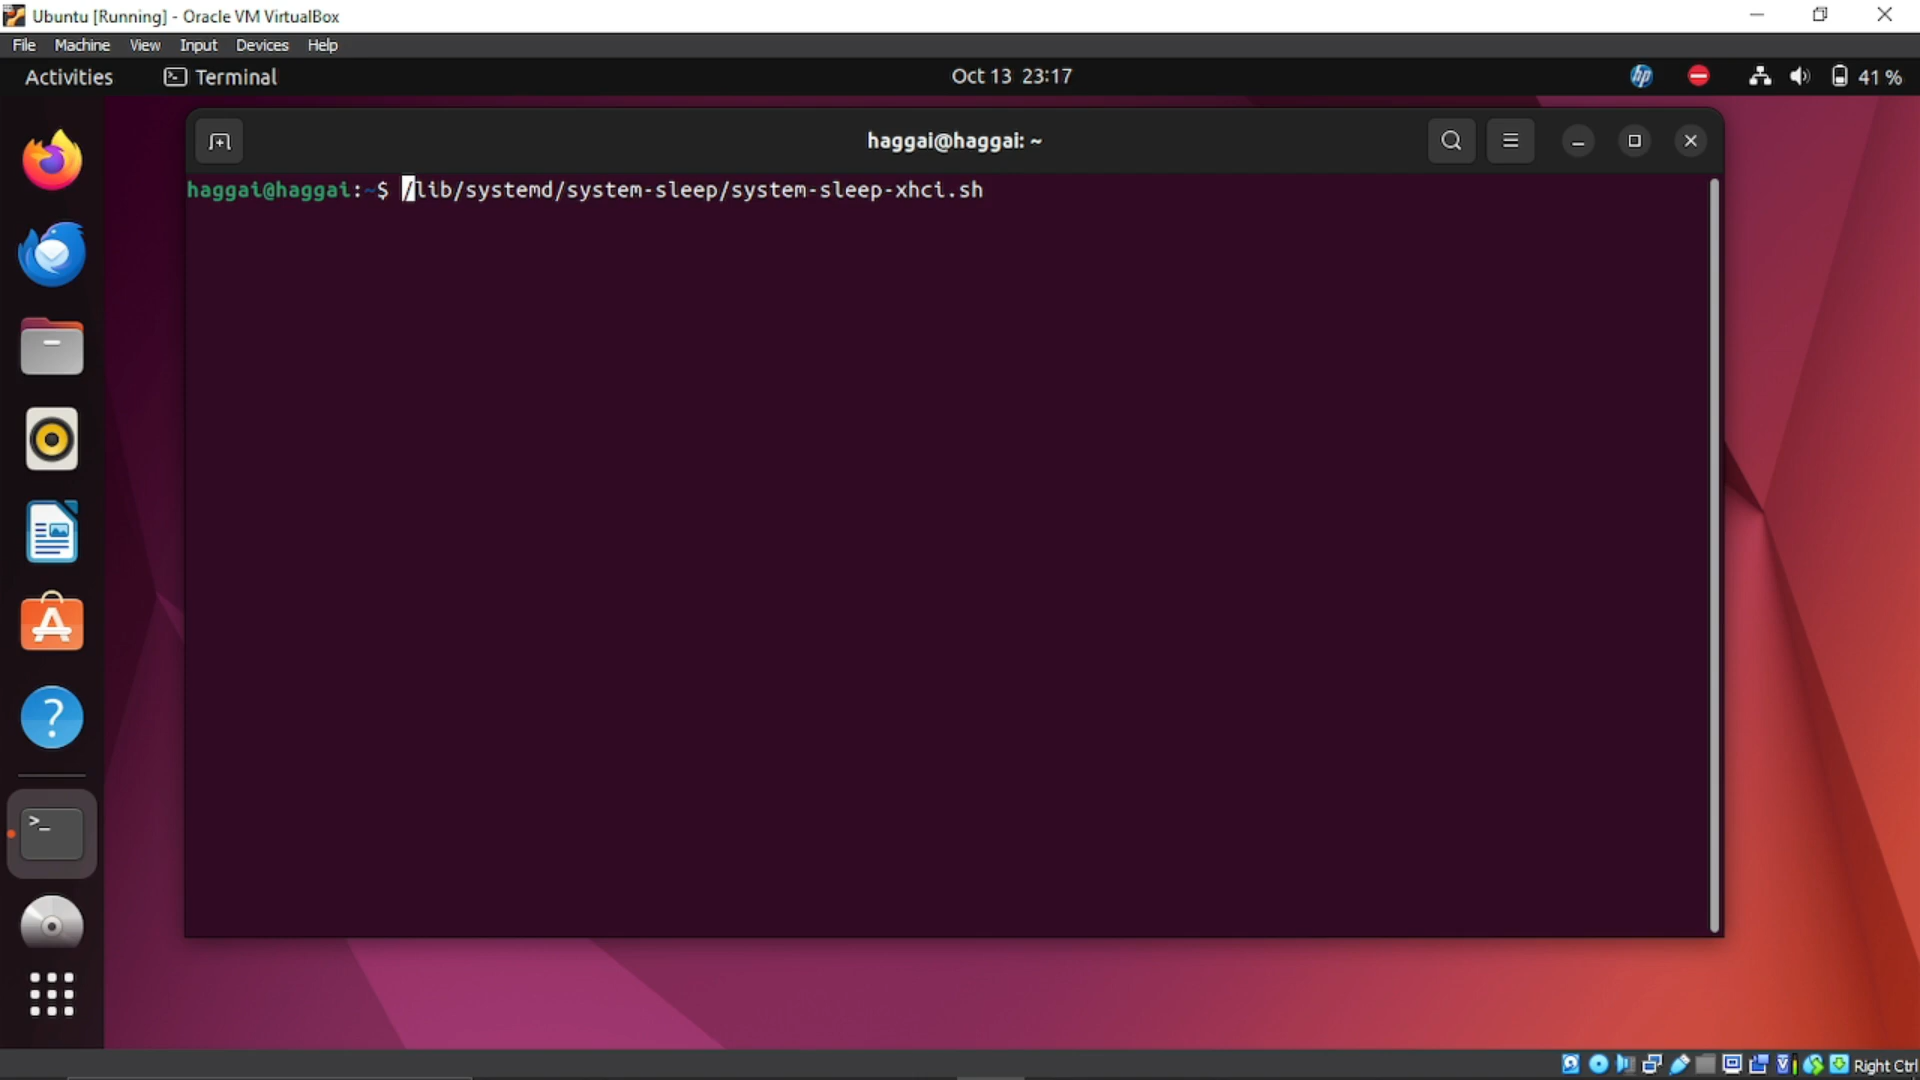 Ubuntu [Running] - Oracle VM VirtualBox
File Machine View Input Devices Help
Activities Terminal Oct 13 23:17 hp 41 %
haggai@haggai: ~
haggai@haggai:~$ /lib/systemd/system-sleep/system-sleep-xhci.sh
Right Ctrl